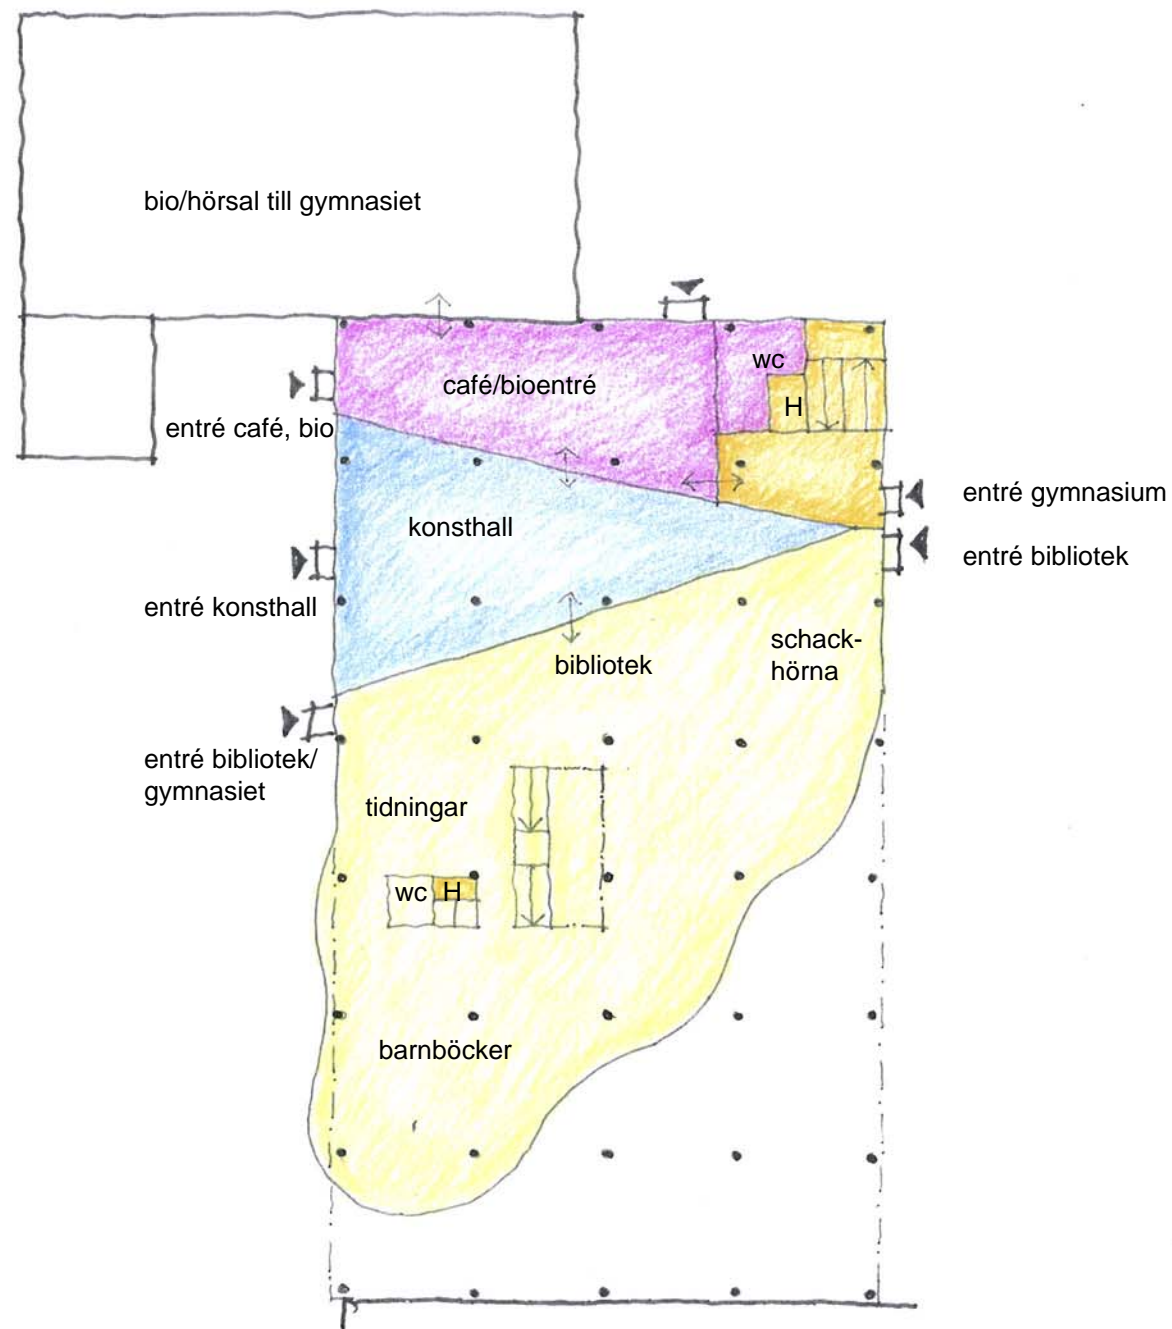 bio/hörsal till gymnasiet
wc
café/bioentré
H
entré café, bio
entré gymnasium
konsthall
entré bibliotek
entré konsthall
schack-
hörna
bibliotek
entré bibliotek/
gymnasiet
tidningar
wc H
barnböcker